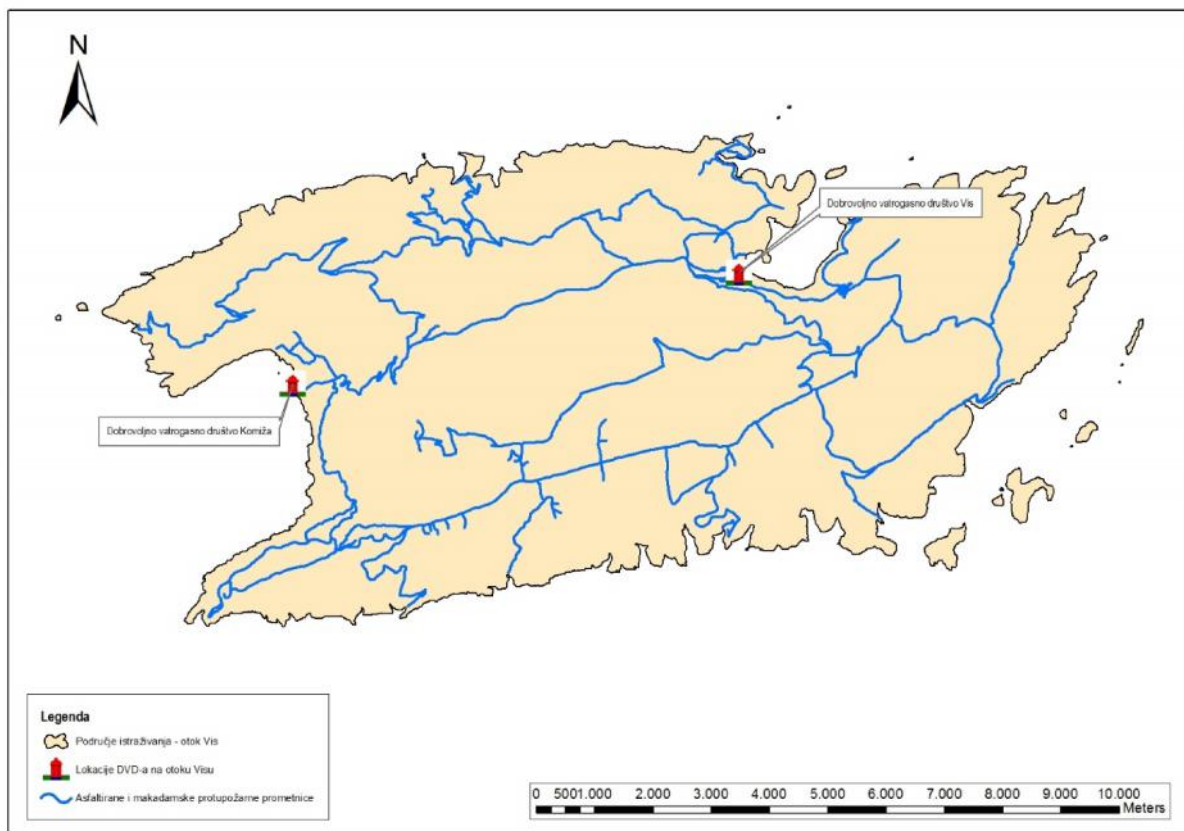 N
Dobrovoljno vatrogasno društvo Vis
Dobrovoljno vatrogasno društvo Komiža
Legenda
Područje istraživanja - otok Vis
Lokacije DVD-a na otoku Visu
Asfaltirane i makadamske protupožarne prometnice
0 5001.000 2.000 3.000 4.000 5.000 6.000 7.000 8.000 9.000 10.000
Meters